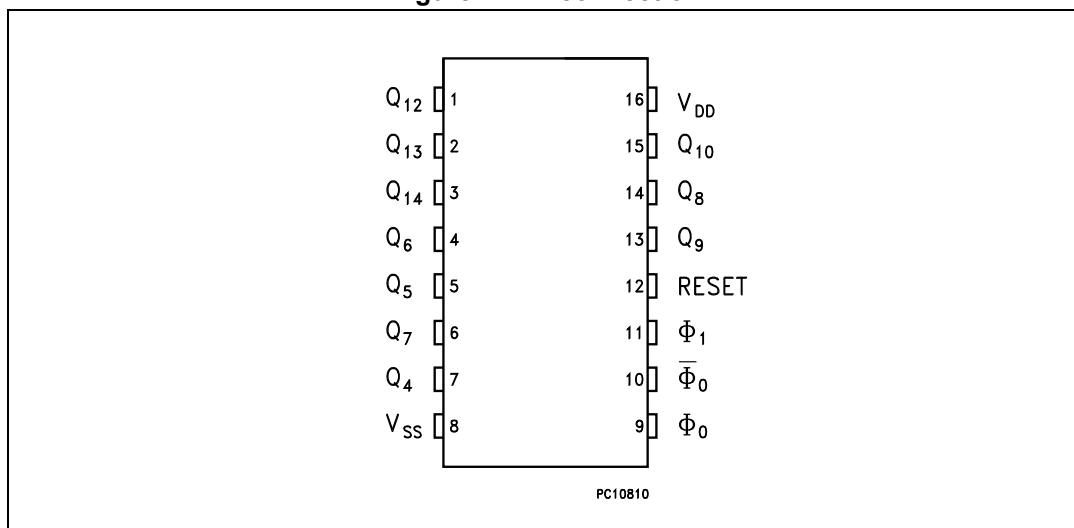 Q12 1 16 VDD
Q13 2 15 Q10
Q14 3 14 Q8
Q6 4 13 Q9
Q5 5 12 RESET
Q7 6 11 Φ1
Q4 7 10 Φ̅0
VSS 8 9 Φ0
PC10810